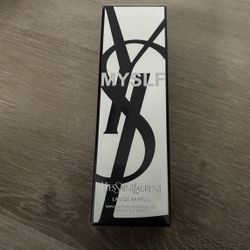 MYSLF
YVESSAINTLAURENT
EAU DE PARFUM